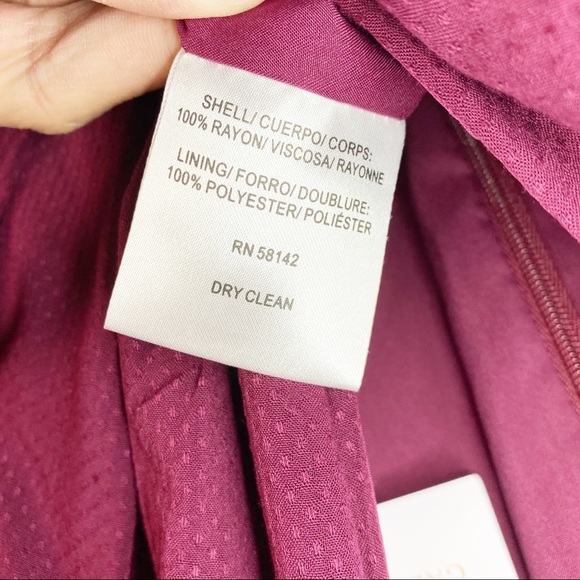 SHELL/ CUERPO/ CORPS:
100% RAYON/ VISCOSA/ RAYONNE
LINING/ FORRO/ DOUBLURE:
100% POLYESTER/ POLIÉSTER
RN 58142
DRY CLEAN